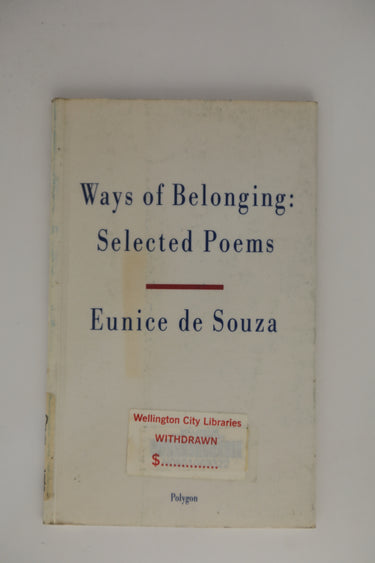 Ways of Belonging:
Selected Poems
Eunice de Souza
Wellington City Libraries
WITHDRAWN
$..............
Polygon